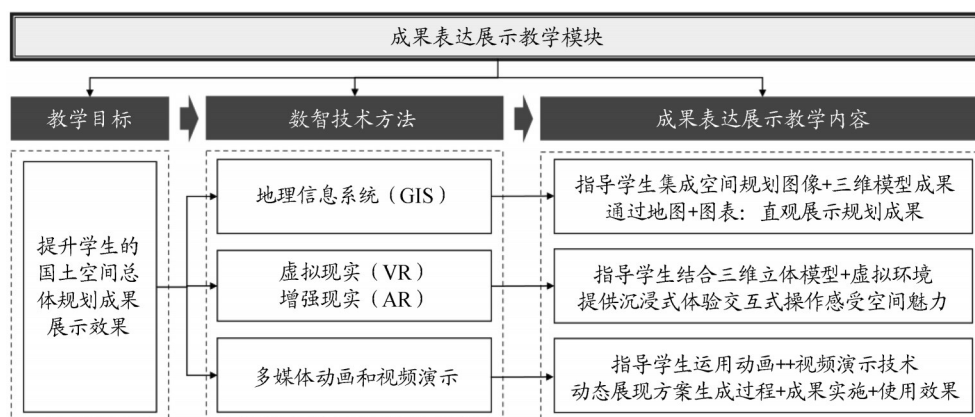 成果表达展示教学模块
教学目标
数智技术方法
成果表达展示教学内容
提升学生的
国土空间总
体规划成果
展示效果
地理信息系统（GIS）
指导学生集成空间规划图像+三维模型成果
通过地图+图表：直观展示规划成果
虚拟现实（VR）
增强现实（AR）
指导学生结合三维立体模型+虚拟环境
提供沉浸式体验交互式操作感受空间魅力
多媒体动画和视频演示
指导学生运用动画++视频演示技术
动态展现方案生成过程+成果实施+使用效果